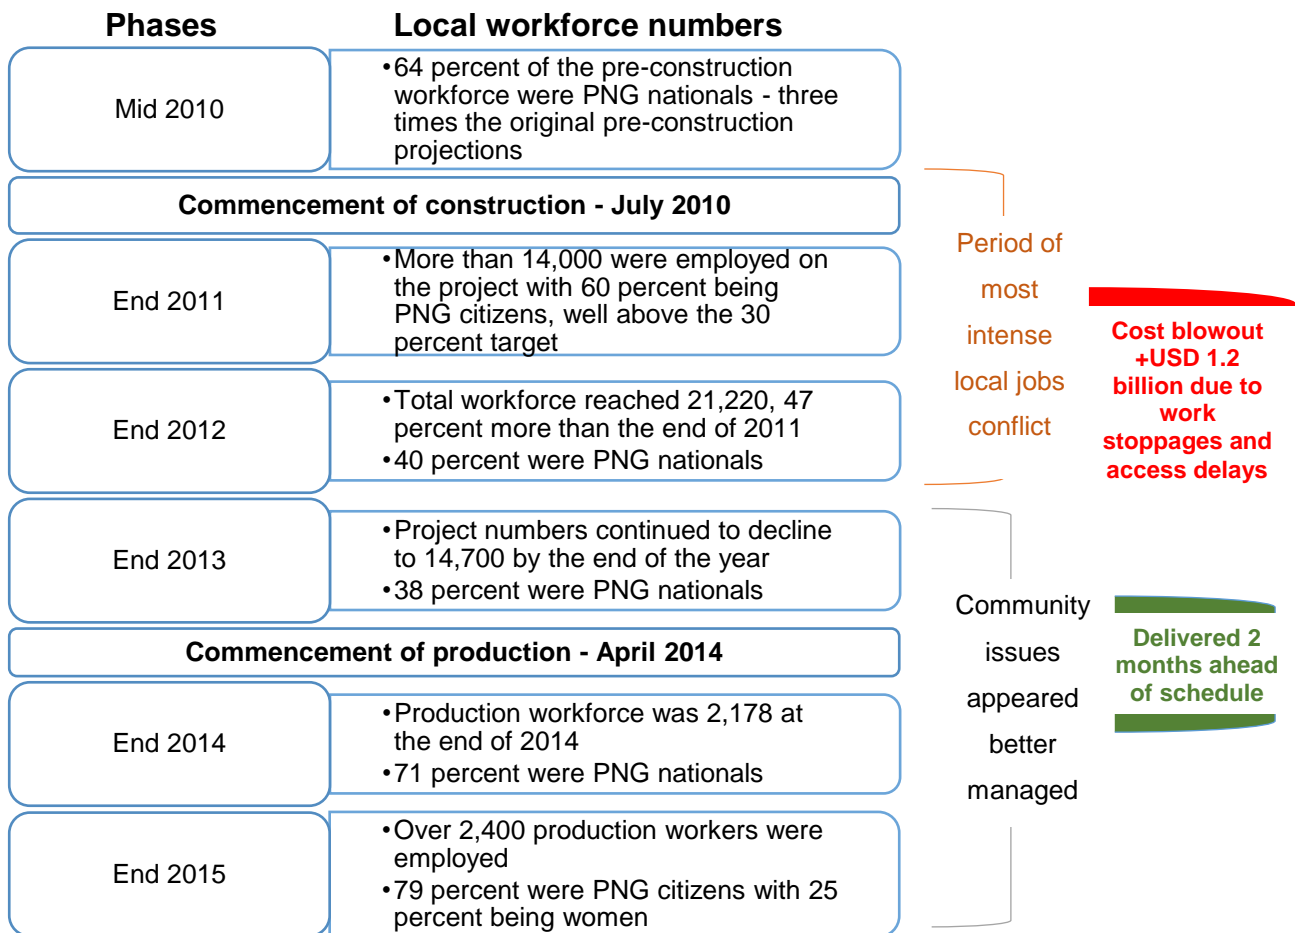 Phases
Local workforce numbers
Mid 2010
•64 percent of the pre-construction
workforce were PNG nationals - three
times the original pre-construction
projections
Commencement of construction - July 2010
End 2011
•More than 14,000 were employed on
the project with 60 percent being
PNG citizens, well above the 30
percent target
End 2012
•Total workforce reached 21,220, 47
percent more than the end of 2011
•40 percent were PNG nationals
Period of
most
intense
local jobs
conflict
Cost blowout
+USD 1.2
billion due to
work
stoppages and
access delays
End 2013
•Project numbers continued to decline
to 14,700 by the end of the year
•38 percent were PNG nationals
Commencement of production - April 2014
End 2014
•Production workforce was 2,178 at
the end of 2014
•71 percent were PNG nationals
End 2015
•Over 2,400 production workers were
employed
•79 percent were PNG citizens with 25
percent being women
Community
issues
appeared
better
managed
Delivered 2
months ahead
of schedule